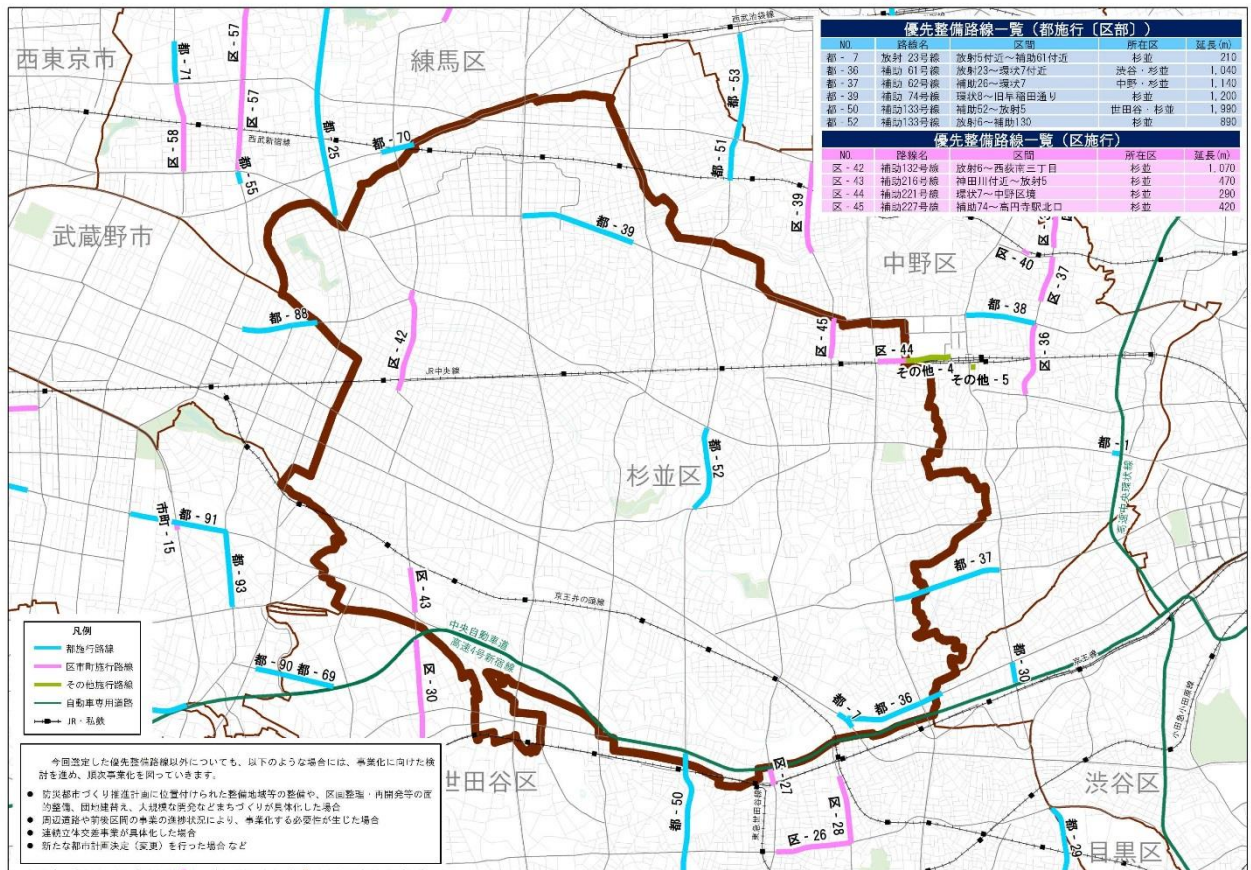 優先整備路線一覧（都施行〔区部〕）
NO. 路線名 区間 所在区 延長(m)
都 - 7 放射 23号線 放射5付近～補助61付近 杉並 210
都 - 36 補助 61号線 放射23～環状7付近 渋谷・杉並 1,040
都 - 37 補助 62号線 補助26～環状7 中野・杉並 1,140
都 - 39 補助 74号線 環状8～旧早稲田通り 杉並 1,200
都 - 50 補助133号線 補助52～放射5 世田谷・杉並 1,990
都 - 52 補助133号線 放射6～補助130 杉並 890
優先整備路線一覧（区施行）
NO. 路線名 区間 所在区 延長(m)
区 - 42 補助132号線 放射6～西荻南三丁目 杉並 1,070
区 - 43 補助216号線 神田川付近～放射5 杉並 470
区 - 44 補助221号線 環状7～中野区境 杉並 290
区 - 45 補助227号線 補助74～高円寺駅北口 杉並 420
西東京市
練馬区
西武池袋線
区 - 57
都 - 71
区 - 57
都 - 53
区 - 58
西武新宿線
都 - 25
都 - 70
都 - 51
都 - 55
区 - 39
武蔵野市
都 - 39
中野区
区 - 40
区 - 37
都 - 88
都 - 38
区 - 42
区 - 45
区 - 44
区 - 36
JR中央線
その他 - 4
その他 - 5
都 - 52
都 - 1
杉並区
高速中央環状線
市町 - 15
都 - 91
都 - 93
都 - 37
区 - 43
京王井の頭線
中央自動車道
高速4号新宿線
都 - 90
都 - 69
区 - 30
京王線
都 - 30
都 - 7
都 - 36
小田急小田原線
世田谷区
渋谷区
都 - 50
区 - 27
東急世田谷線
区 - 28
区 - 26
都 - 29
目黒区
凡例
都施行路線
区市町施行路線
その他施行路線
自動車専用道路
JR・私鉄
今回選定した優先整備路線以外についても、以下のような場合には、事業化に向けた検
討を進め、順次事業化を図っていきます。
● 防災都市づくり推進計画に位置付けられた整備地域等の整備や、区画整理・再開発等の面
的整備、団地建替え、大規模な開発などまちづくりが具体化した場合
● 周辺道路や前後区間の事業の進捗状況により、事業化する必要性が生じた場合
● 連続立体交差事業が具体化した場合
● 新たな都市計画決定（変更）を行った場合 など